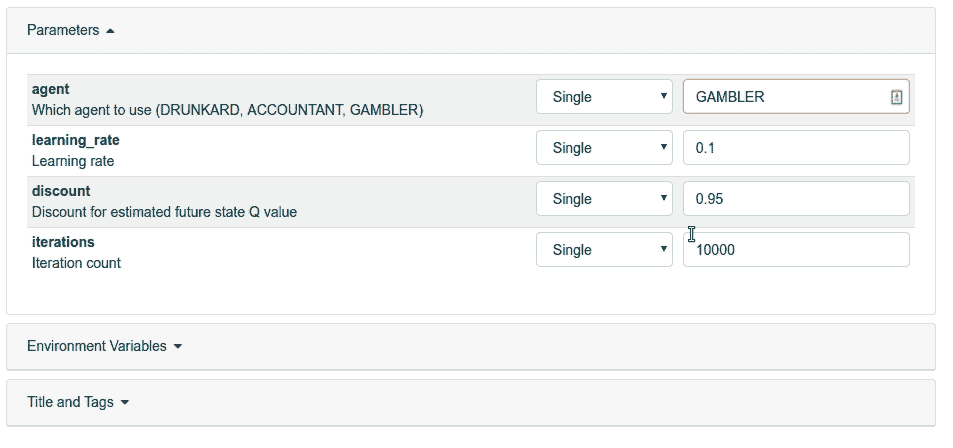 Parameters
agent
Which agent to use (DRUNKARD, ACCOUNTANT, GAMBLER)
Single
GAMBLER
learning_rate
Learning rate
Single
0.1
discount
Discount for estimated future state Q value
Single
0.95
iterations
Iteration count
Single
10000
Environment Variables
Title and Tags